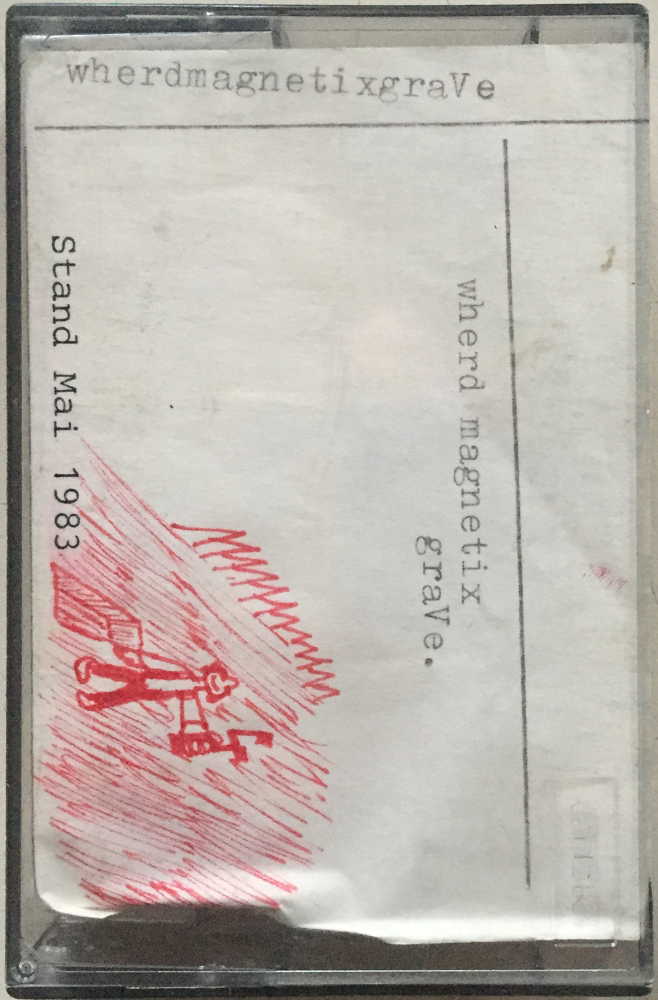 wherdmagnetixgraVe
wherd magnetix
graVe.
Stand Mai 1983